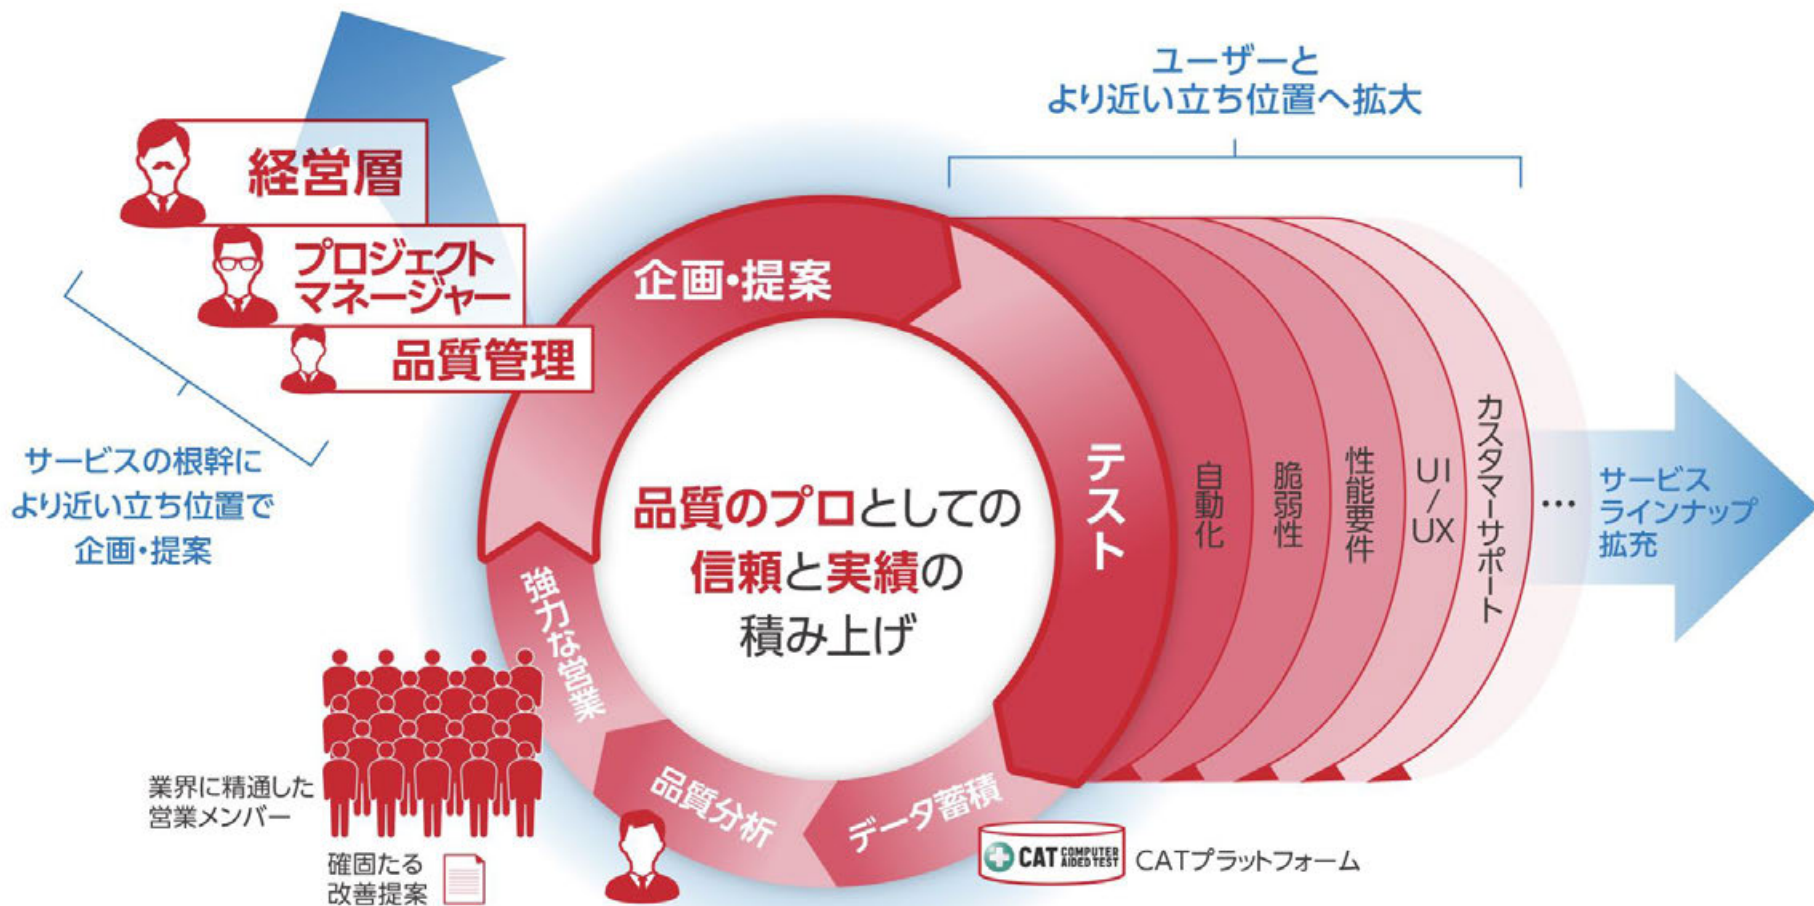 ユーザーと
より近い立ち位置へ拡大
経営層
プロジェクト
マネージャー
品質管理
サービスの根幹に
より近い立ち位置で
企画・提案
企画・提案
テスト
自動化
脆弱性
性能要件
UI/UX
カスタマーサポート
…
サービス
ラインナップ
拡充
品質のプロとしての
信頼と実績の
積み上げ
強力な営業
品質分析
データ蓄積
業界に精通した
営業メンバー
確固たる
改善提案
CAT COMPUTER
AIDED TEST
CATプラットフォーム